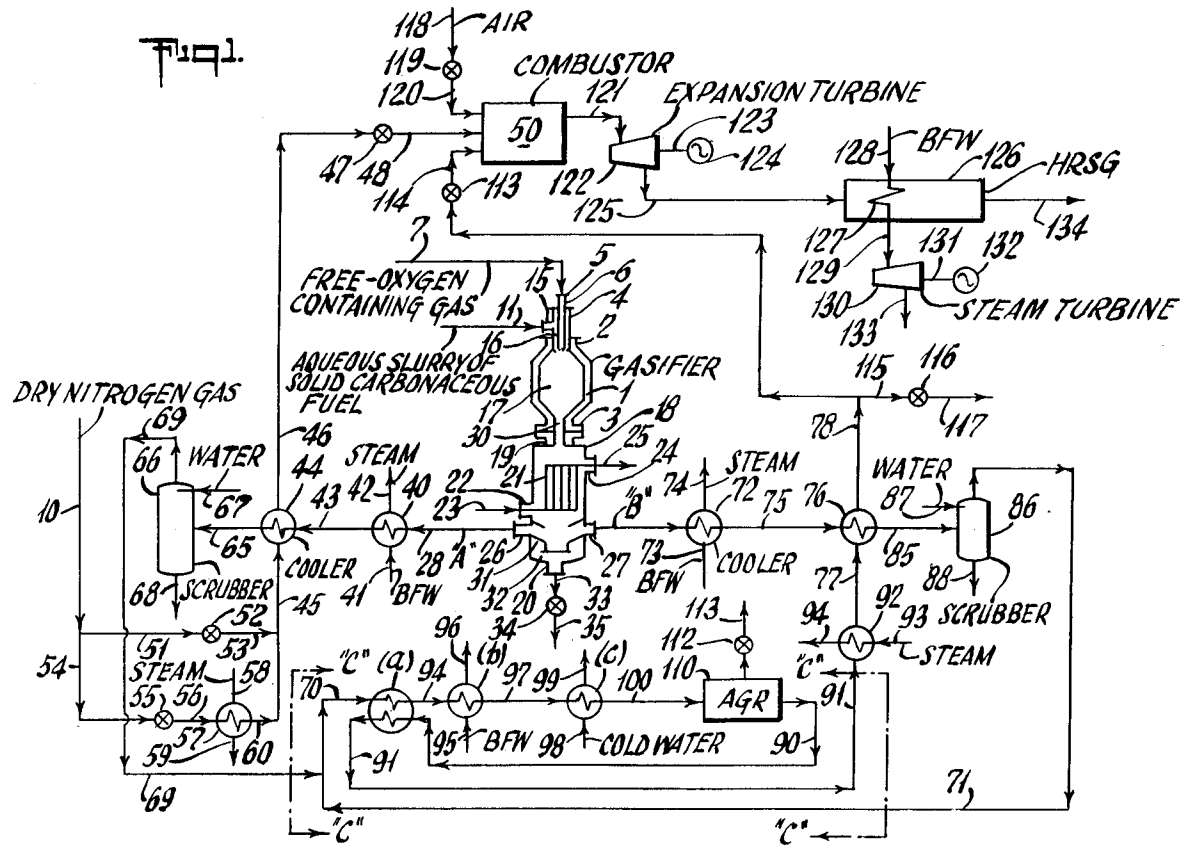 Fig. 1.
118
AIR
119
120
COMBUSTOR
121
EXPANSION TURBINE
50
123
124
47
48
114
113
122
125
128
BFW
126
HRSG
127
129
134
131
132
130
STEAM TURBINE
133
7
5
FREE-OXYGEN
CONTAINING GAS
15
6
4
11
2
16
AQUEOUS SLURRY OF
SOLID CARBONACEOUS
FUEL
GASIFIER
17
1
30
3
18
19
25
21
24
22
23
115
116
117
78
DRY NITROGEN GAS
69
66
WATER
67
46
44
STEAM
42
40
43
10
65
COOLER
28
"A"
26
31
32
20
27
"B"
33
34
35
STEAM
74
72
75
73
BFW
COOLER
76
WATER
87
86
85
88
SCRUBBER
77
92
93
94
STEAM
68
SCRUBBER
45
41
BFW
52
51
53
54
STEAM
58
55
56
57
59
60
"C"
(a)
70
94
96
(b)
97
99
(c)
100
113
112
110
AGR
"C"
91
95
BFW
98
COLD WATER
90
91
69
71
"C"
"C"